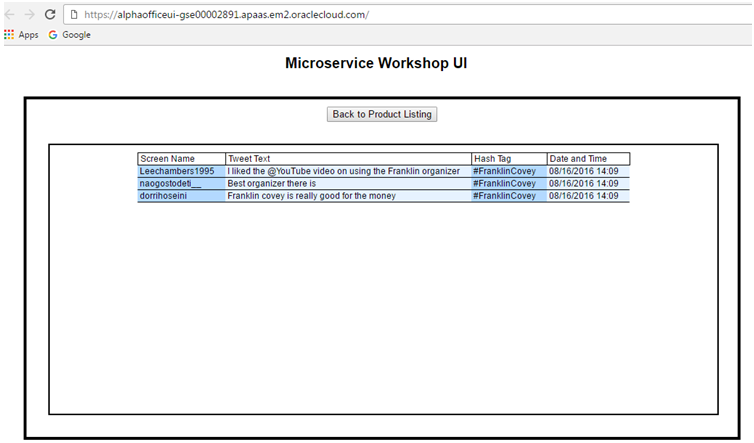 https://alphaofficeui-gse00002891.apaas.em2.oraclecloud.com/
Apps Google
Microservice Workshop UI
Back to Product Listing
Screen Name Tweet Text Hash Tag Date and Time
Leechambers1995 I liked the @YouTube video on using the Franklin organizer #FranklinCovey 08/16/2016 14:09
naogostodeti__ Best organizer there is #FranklinCovey 08/16/2016 14:09
dorrihoseini Franklin covey is really good for the money #FranklinCovey 08/16/2016 14:09